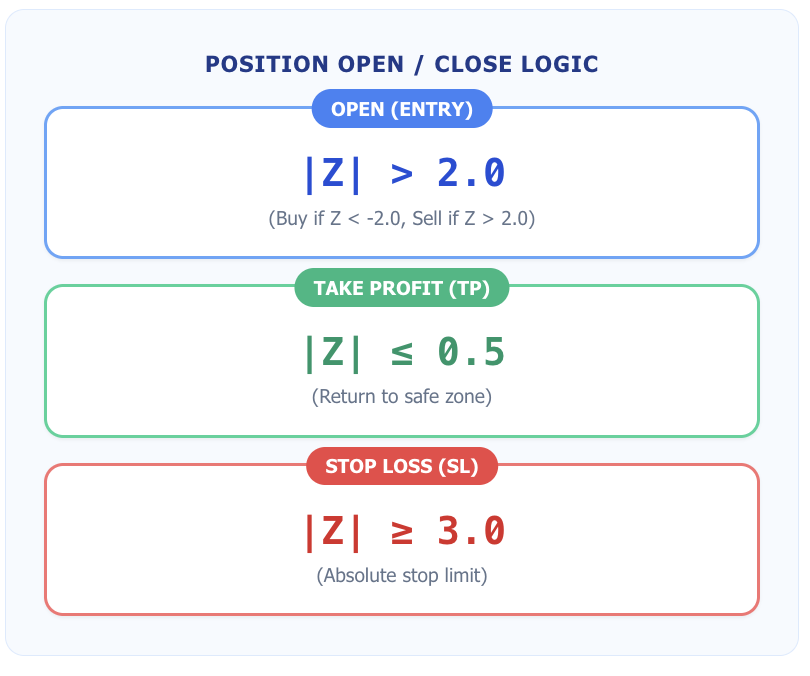 POSITION OPEN / CLOSE LOGIC
OPEN (ENTRY)
|Z| > 2.0
(Buy if Z < -2.0, Sell if Z > 2.0)
TAKE PROFIT (TP)
|Z| ≤ 0.5
(Return to safe zone)
STOP LOSS (SL)
|Z| ≥ 3.0
(Absolute stop limit)